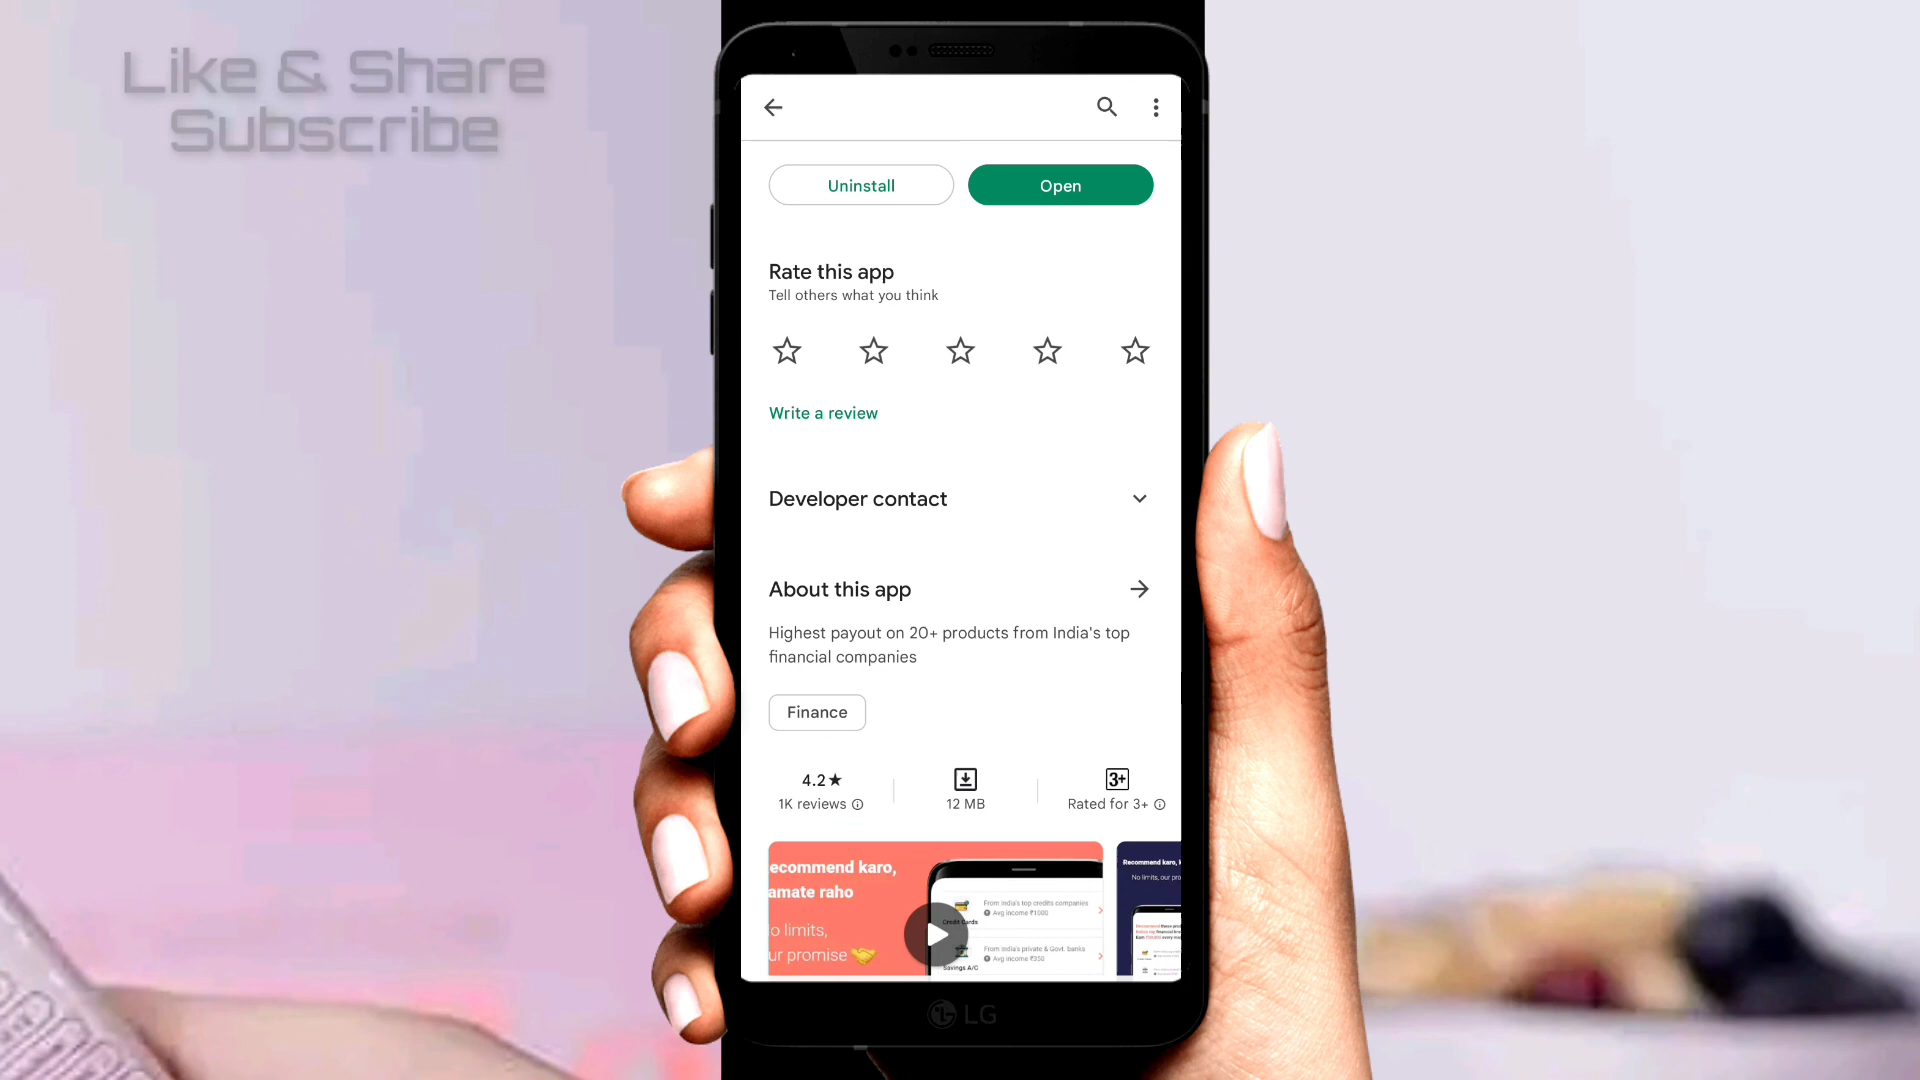 Like & Share
Subscribe
Uninstall
Open
Rate this app
Tell others what you think
Write a review
Developer contact
About this app
Highest payout on 20+ products from India's top
financial companies
Finance
4.2★
1K reviews
12 MB
3+
Rated for 3+
ecommend karo,
amate raho
o limits,
ur promise
From India's top credits companies
Avg income ₹1000
Credit Cards
From India's private & Govt. banks
Avg income ₹350
Savings A/C
Recommend karo,
No limits, our pro
LG